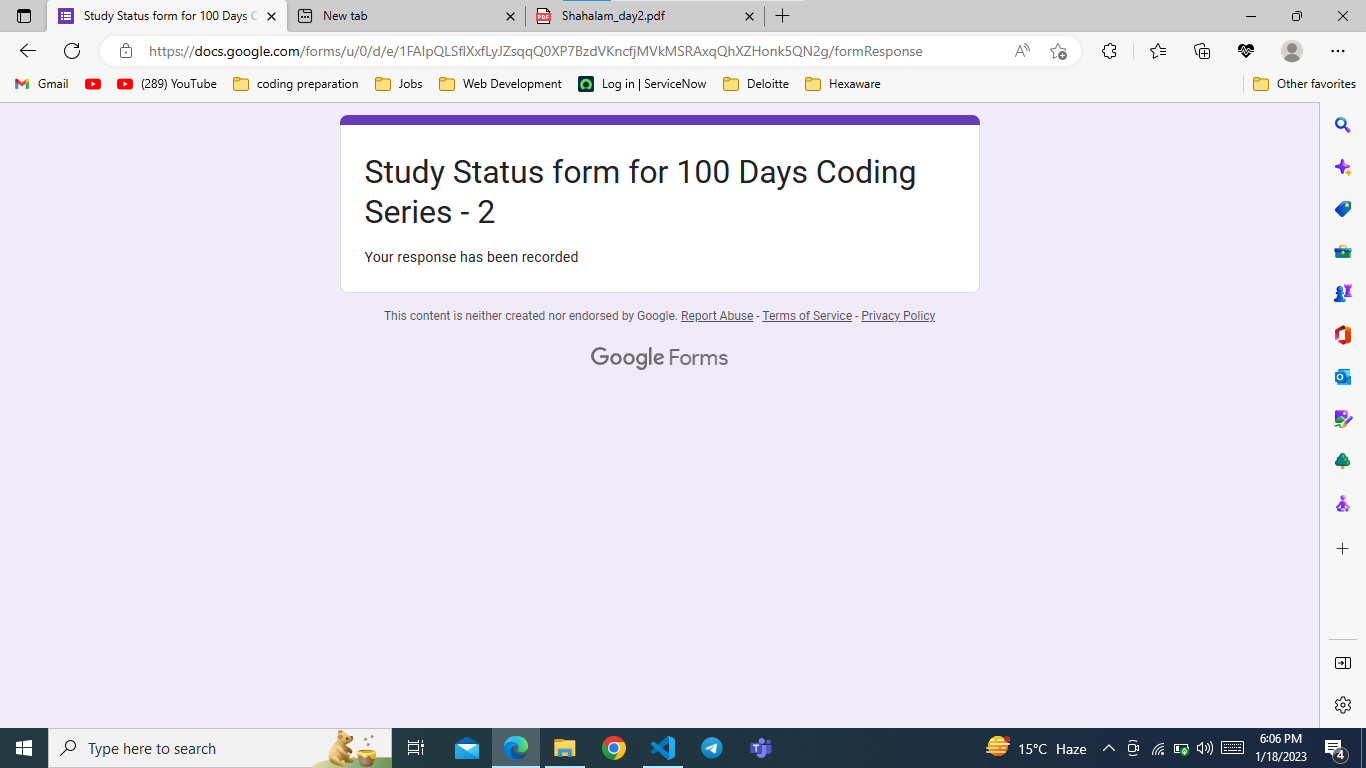 Study Status form for 100 Days C
New tab
Shahalam_day2.pdf
https://docs.google.com/forms/u/0/d/e/1FAIpQLSflXxfLyJZsqqQ0XP7BzdVKncfjMVkMSRAxqQhXZHonk5QN2g/formResponse
Gmail
(289) YouTube
coding preparation
Jobs
Web Development
Log in | ServiceNow
Deloitte
Hexaware
Other favorites
Study Status form for 100 Days Coding
Series - 2
Your response has been recorded
This content is neither created nor endorsed by Google. Report Abuse - Terms of Service - Privacy Policy
Google Forms
Type here to search
15°C Haze
6:06 PM
1/18/2023
4